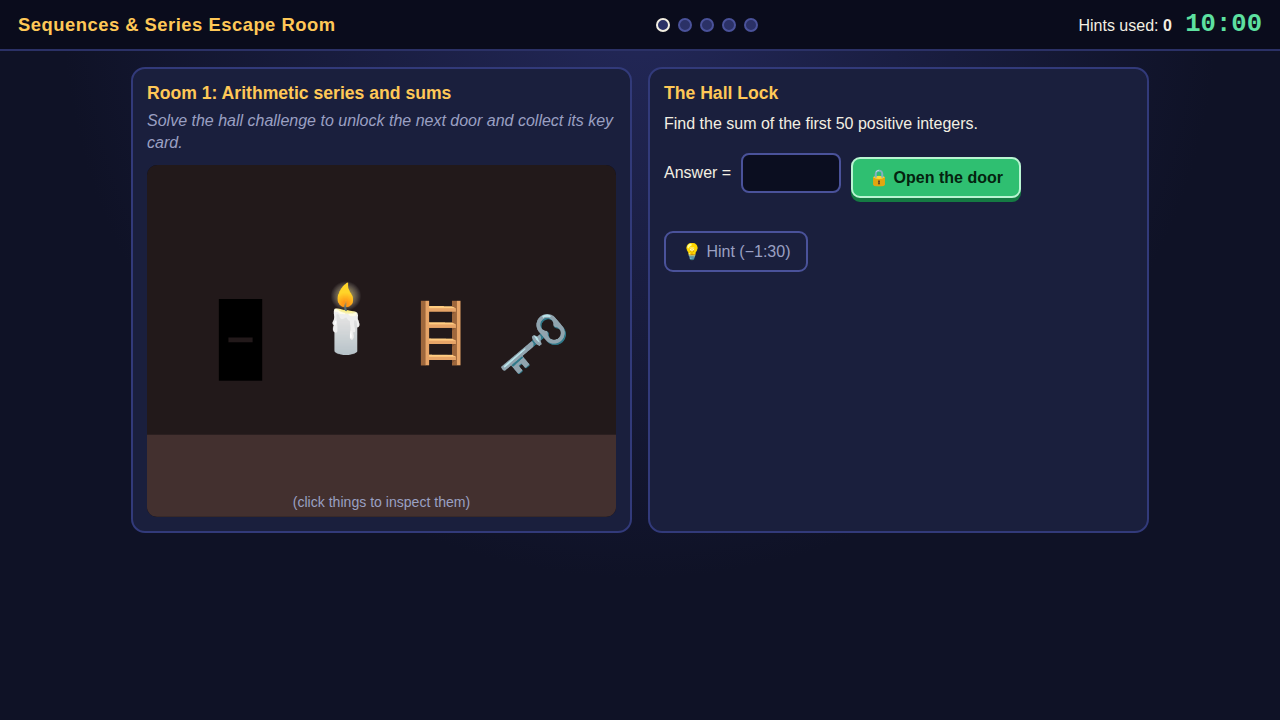 Sequences & Series Escape Room
Hints used: 0 10:00
Room 1: Arithmetic series and sums
Solve the hall challenge to unlock the next door and collect its key
card.
(click things to inspect them)
The Hall Lock
Find the sum of the first 50 positive integers.
Answer =
🔒 Open the door
💡 Hint (−1:30)